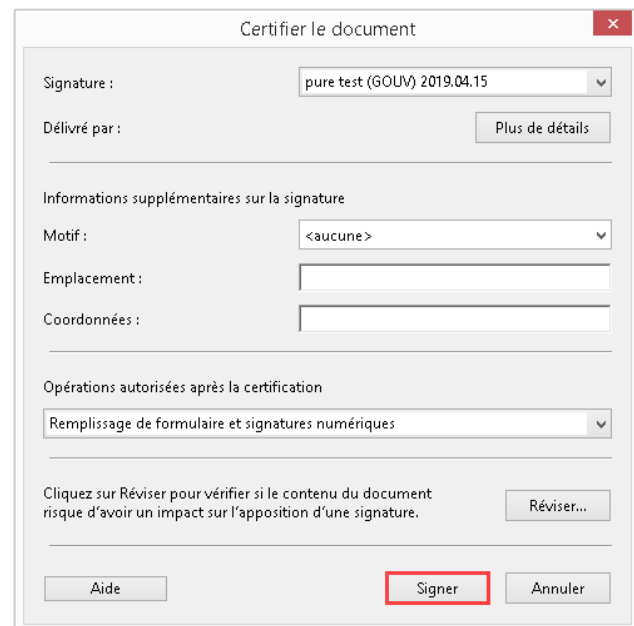 Certifier le document
Signature :
pure test (GOUV) 2019.04.15
Délivré par :
Plus de détails
Informations supplémentaires sur la signature
Motif :
<aucune>
Emplacement :
Coordonnées :
Opérations autorisées après la certification
Remplissage de formulaire et signatures numériques
Cliquez sur Réviser pour vérifier si le contenu du document
risque d'avoir un impact sur l'apposition d'une signature.
Réviser...
Aide
Signer
Annuler